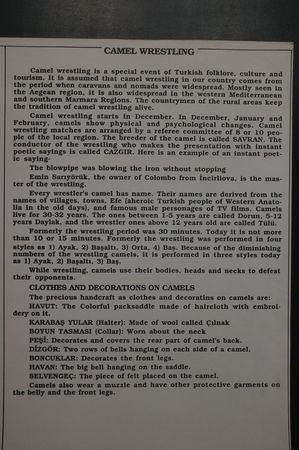 CAMEL WRESTLING
Camel wrestling is a special event of Turkish folklore, culture and
tourism. It is assumed that camel wrestling in our country comes from
the period when caravans and nomads were widespread. Mostly seen in
the Aegean region, it is also widespread in the western Mediterranean
and southern Marmara Regions. The countrymen of the rural areas keep
the tradition of camel wrestling alive.
Camel wrestling starts in December. In December, January and
February, camels show physical and psychological changes. Camel
wrestling matches are arranged by a referee committee of 8 or 10 peo-
ple of the local region. The breeder of the camel is called SAVRAN. The
conductor of the wrestling who makes the presentation with instant
poetic sayings is called CAZGIR. Here is an example of an instant poet-
ic saying-
The blowpipe was blowing the iron without stopping
Emin Sarıyörük, the owner of Colombo from İncirliova, is the mas-
ter of the wrestling.
Every wrestler's camel has name. Their names are derived from the
names of villages, towns, Efe (aheroic Turkish people of Western Anato-
lia in the old days), and famous male personages of TV films. Camels
live for 30-32 years. The ones between 1-5 years are called Dorun, 5-12
years Daylak, and the wrestler ones above 12 years old are called Tülu.
Formerly the wrestling period was 30 minutes. Today it is not more
than 10 or 15 minutes. Formerly the wrestling was performed in four
styles as 1) Ayak, 2) Başaltı, 3) Orta, 4) Baş. Because of the diminishing
numbers of the wrestling camels, it is performed in three styles today
as 1) Ayak, 2) Başaltı, 3) Baş.
While wrestling, camels use their bodies, heads and necks to defeat
their opponents.
CLOTHES AND DECORATIONS ON CAMELS
The precious handcraft as clothes and decoratins on camels are:
HAVUT: The Colorful packsaddle made of haircloth with embroi-
dery on it.
KARABAŞ YULAR (Halter): Made of wool called Çılnak
BOYUN TASMASI (Collar): Worn about the neck
PEŞİ: Decorates and covers the rear part of camel's back.
DİZGÖR: Two rows of bells hanging on each side of a camel.
BONCUKLAR: Decorates the front legs.
HAVAN: The big bell hanging on the saddle.
SELVENGEÇ: The piece of felt placed on the camel.
Camels also wear a muzzle and have other protective garments on
the belly and the front legs.